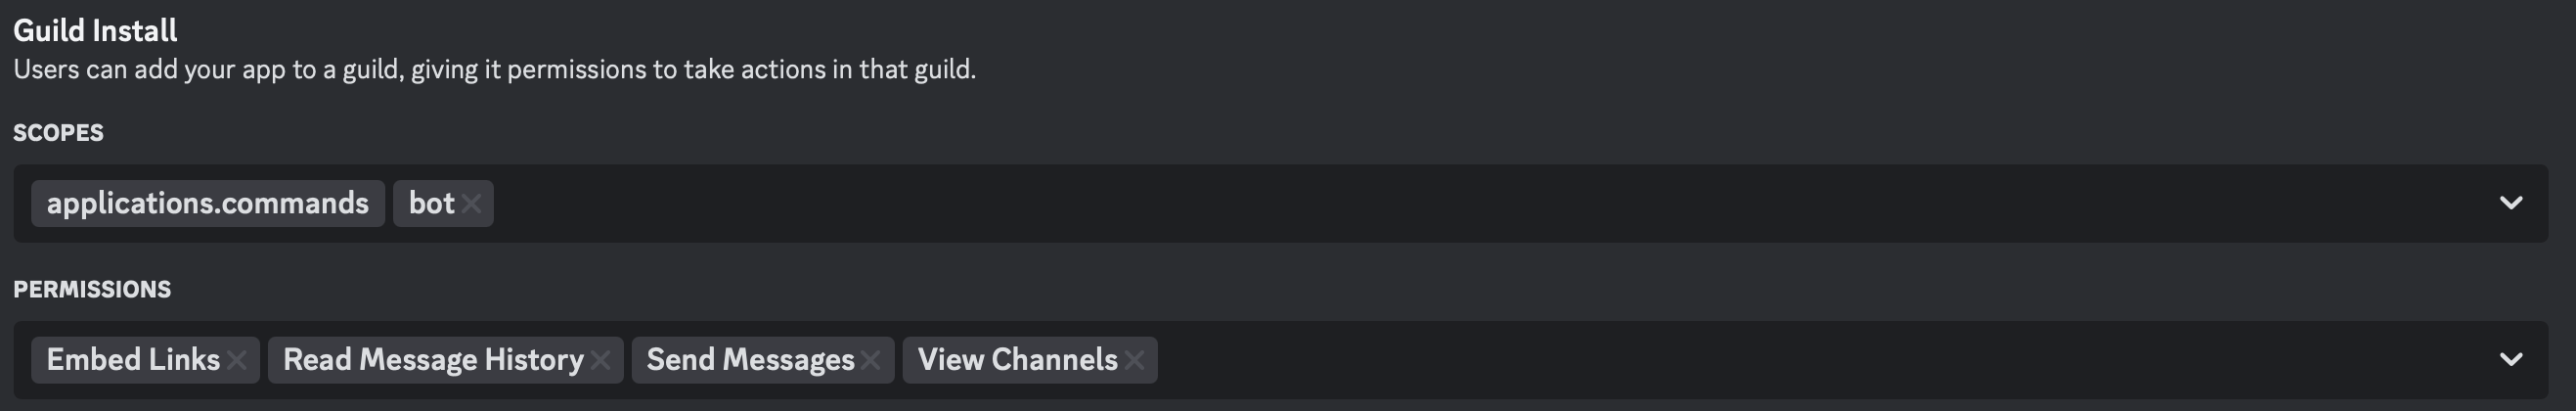 Guild Install
Users can add your app to a guild, giving it permissions to take actions in that guild.
SCOPES
applications.commands bot
PERMISSIONS
Embed Links Read Message History Send Messages View Channels